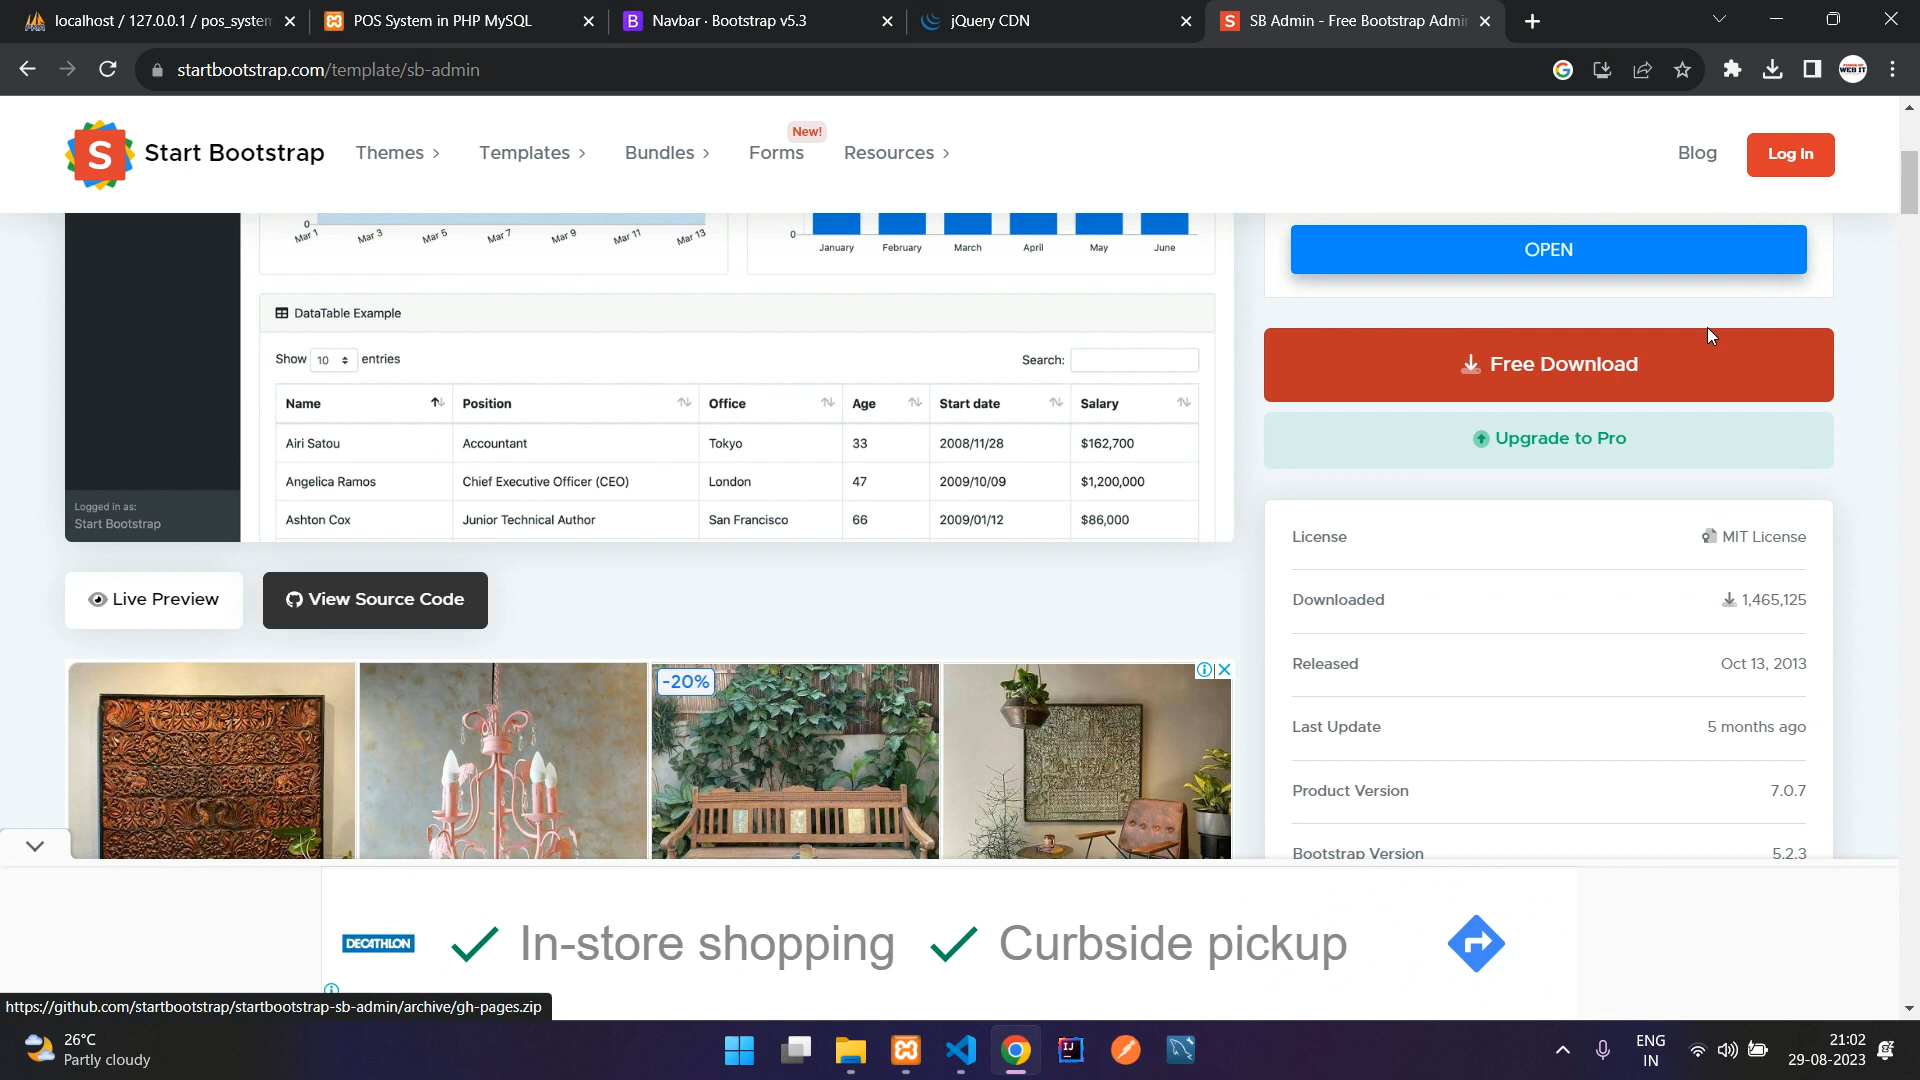 localhost / 127.0.0.1 / pos_system
POS System in PHP MySQL
Navbar · Bootstrap v5.3
jQuery CDN
SB Admin - Free Bootstrap Admi
startbootstrap.com/template/sb-admin
Start Bootstrap
Themes
Templates
Bundles
Forms
New!
Resources
Blog
Log In
0
Mar 1
Mar 3
Mar 5
Mar 7
Mar 9
Mar 11
Mar 13
0
January
February
March
April
May
June
OPEN
DataTable Example
Show 10 entries
Search:
Name Position Office Age Start date Salary
Airi Satou Accountant Tokyo 33 2008/11/28 $162,700
Angelica Ramos Chief Executive Officer (CEO) London 47 2009/10/09 $1,200,000
Ashton Cox Junior Technical Author San Francisco 66 2009/01/12 $86,000
Logged in as:
Start Bootstrap
Free Download
Upgrade to Pro
License MIT License
Downloaded 1,465,125
Released Oct 13, 2013
Last Update 5 months ago
Product Version 7.0.7
Bootstrap Version 5.2.3
Live Preview
View Source Code
-20%
DECATHLON
In-store shopping
Curbside pickup
https://github.com/startbootstrap/startbootstrap-sb-admin/archive/gh-pages.zip
26°C
Partly cloudy
ENG
IN
21:02
29-08-2023